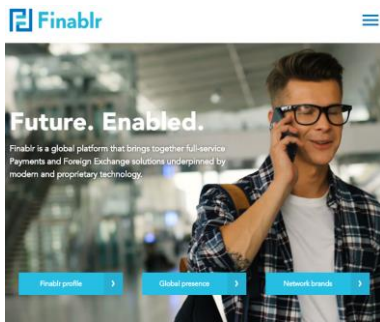 Finablr
Future. Enabled.
Finablr is a global platform that brings together full-service
Payments and Foreign Exchange solutions underpinned by
modern and proprietary technology.
Finablr profile
Global presence
Network brands